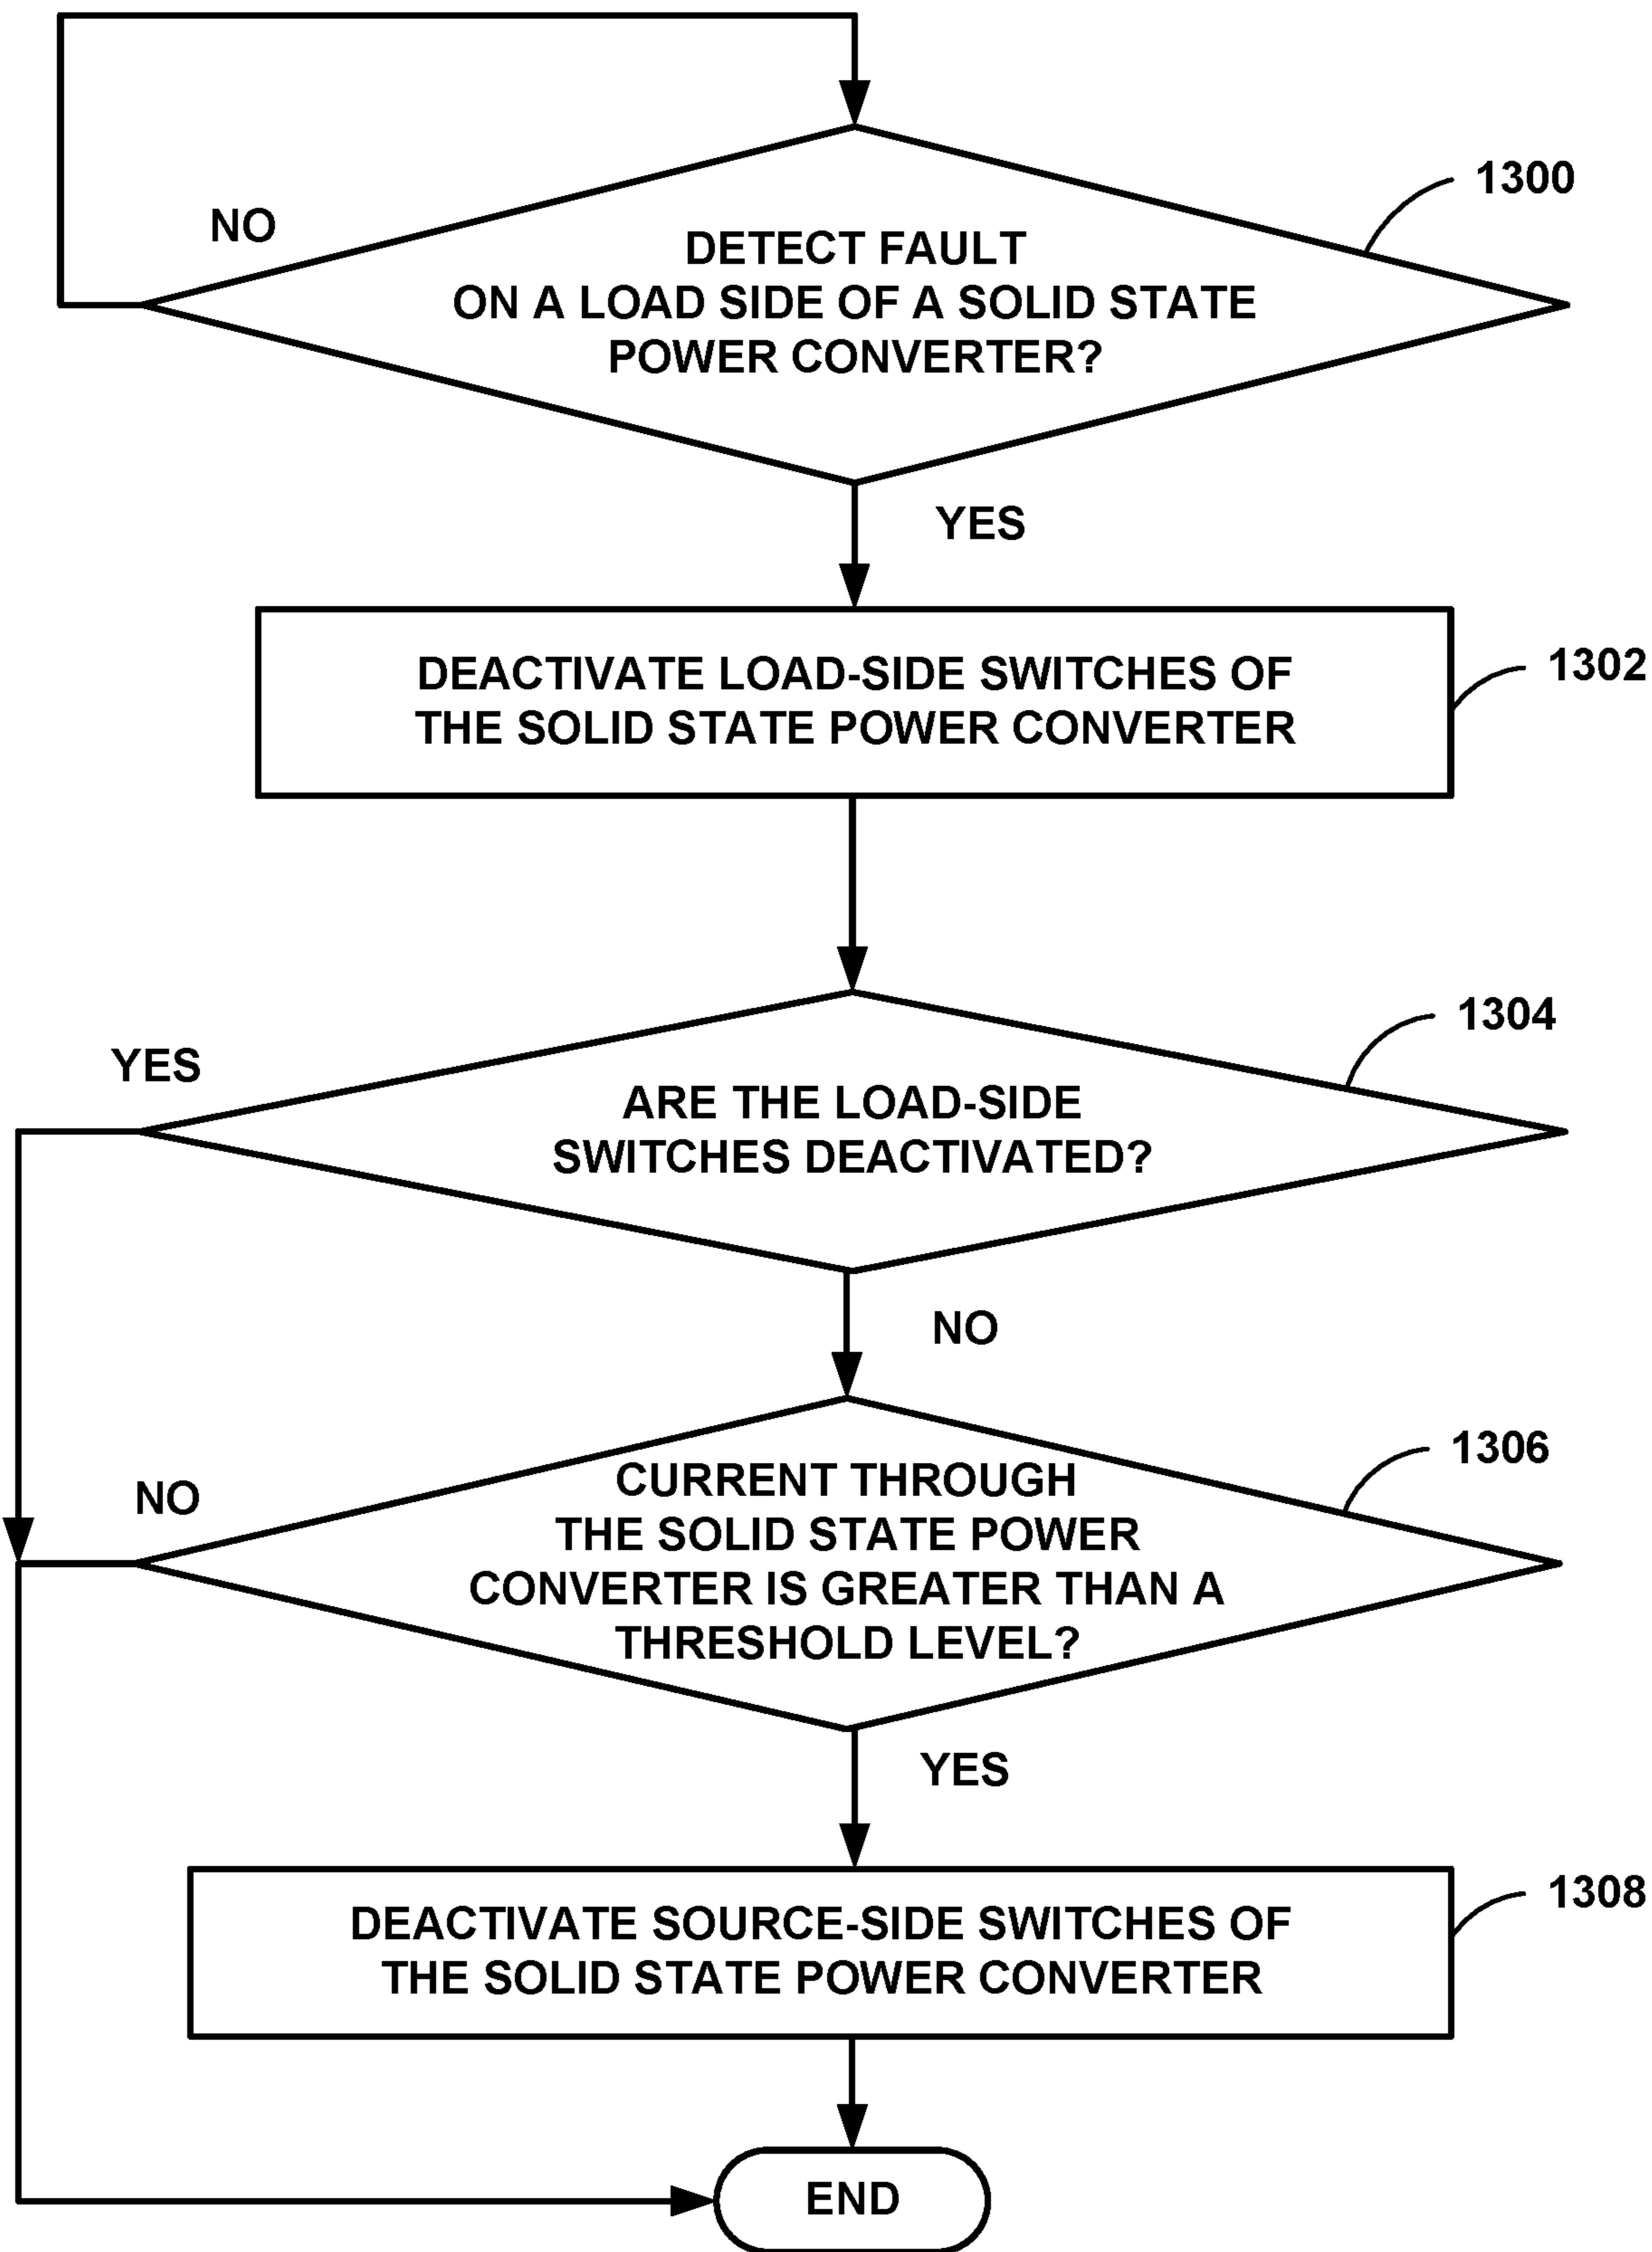 1300
NO
DETECT FAULT
ON A LOAD SIDE OF A SOLID STATE
POWER CONVERTER?
YES
DEACTIVATE LOAD-SIDE SWITCHES OF
THE SOLID STATE POWER CONVERTER
1302
1304
YES
ARE THE LOAD-SIDE
SWITCHES DEACTIVATED?
NO
1306
NO
CURRENT THROUGH
THE SOLID STATE POWER
CONVERTER IS GREATER THAN A
THRESHOLD LEVEL?
YES
1308
DEACTIVATE SOURCE-SIDE SWITCHES OF
THE SOLID STATE POWER CONVERTER
END